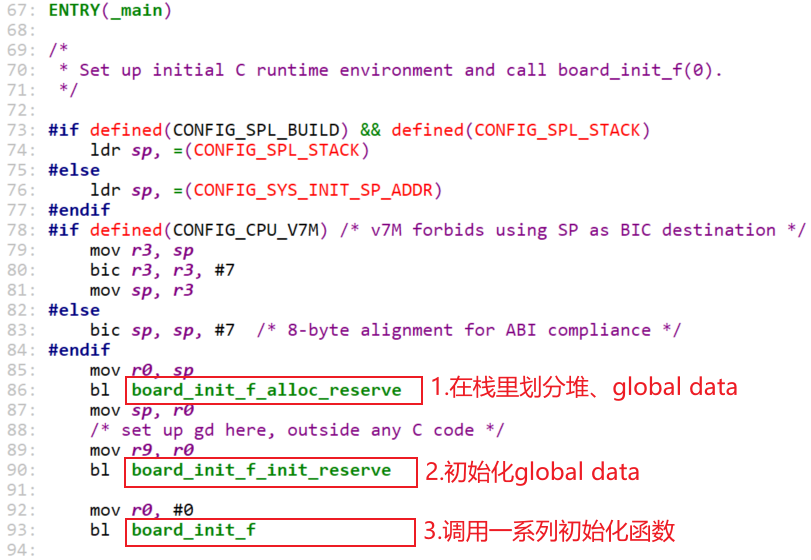 67: ENTRY(_main)
68:
69: /*
70:  * Set up initial C runtime environment and call board_init_f(0).
71:  */
72:
73: #if defined(CONFIG_SPL_BUILD) && defined(CONFIG_SPL_STACK)
74:     ldr sp, =(CONFIG_SPL_STACK)
75: #else
76:     ldr sp, =(CONFIG_SYS_INIT_SP_ADDR)
77: #endif
78: #if defined(CONFIG_CPU_V7M) /* v7M forbids using SP as BIC destination */
79:     mov r3, sp
80:     bic r3, r3, #7
81:     mov sp, r3
82: #else
83:     bic sp, sp, #7  /* 8-byte alignment for ABI compliance */
84: #endif
85:     mov r0, sp
86:     bl  board_init_f_alloc_reserve 1.在栈里划分堆、global data
87:     mov sp, r0
88:     /* set up gd here, outside any C code */
89:     mov r9, r0
90:     bl  board_init_f_init_reserve 2.初始化global data
91:
92:     mov r0, #0
93:     bl  board_init_f 3.调用一系列初始化函数
94: